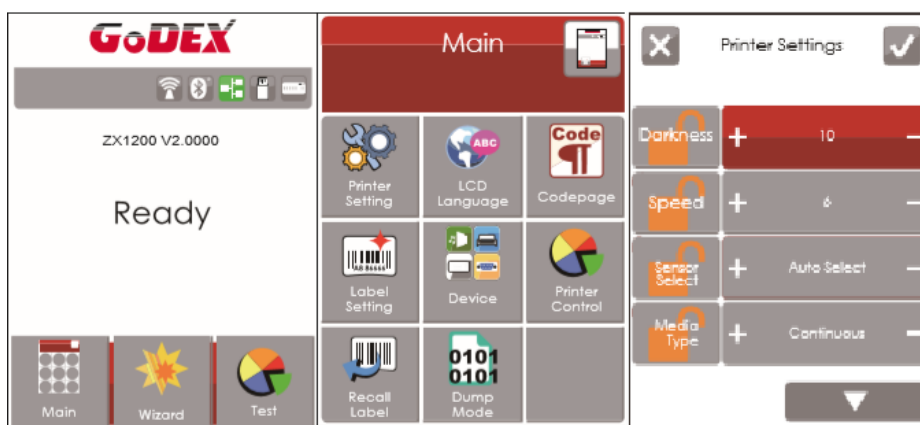 GoDEX
ZX1200 V2.0000
Ready
Main
Wizard
Test
Main
Printer
Setting
ABC
LCD
Language
Code
Codepage
Label
Setting
Device
Printer
Control
Recall
Label
0101
0101
Dump
Mode
Printer Settings
Darkness
+ 10 -
Speed
+ 6 -
Sensor
Select
+ Auto Select -
Media
Type
+ Continuous -